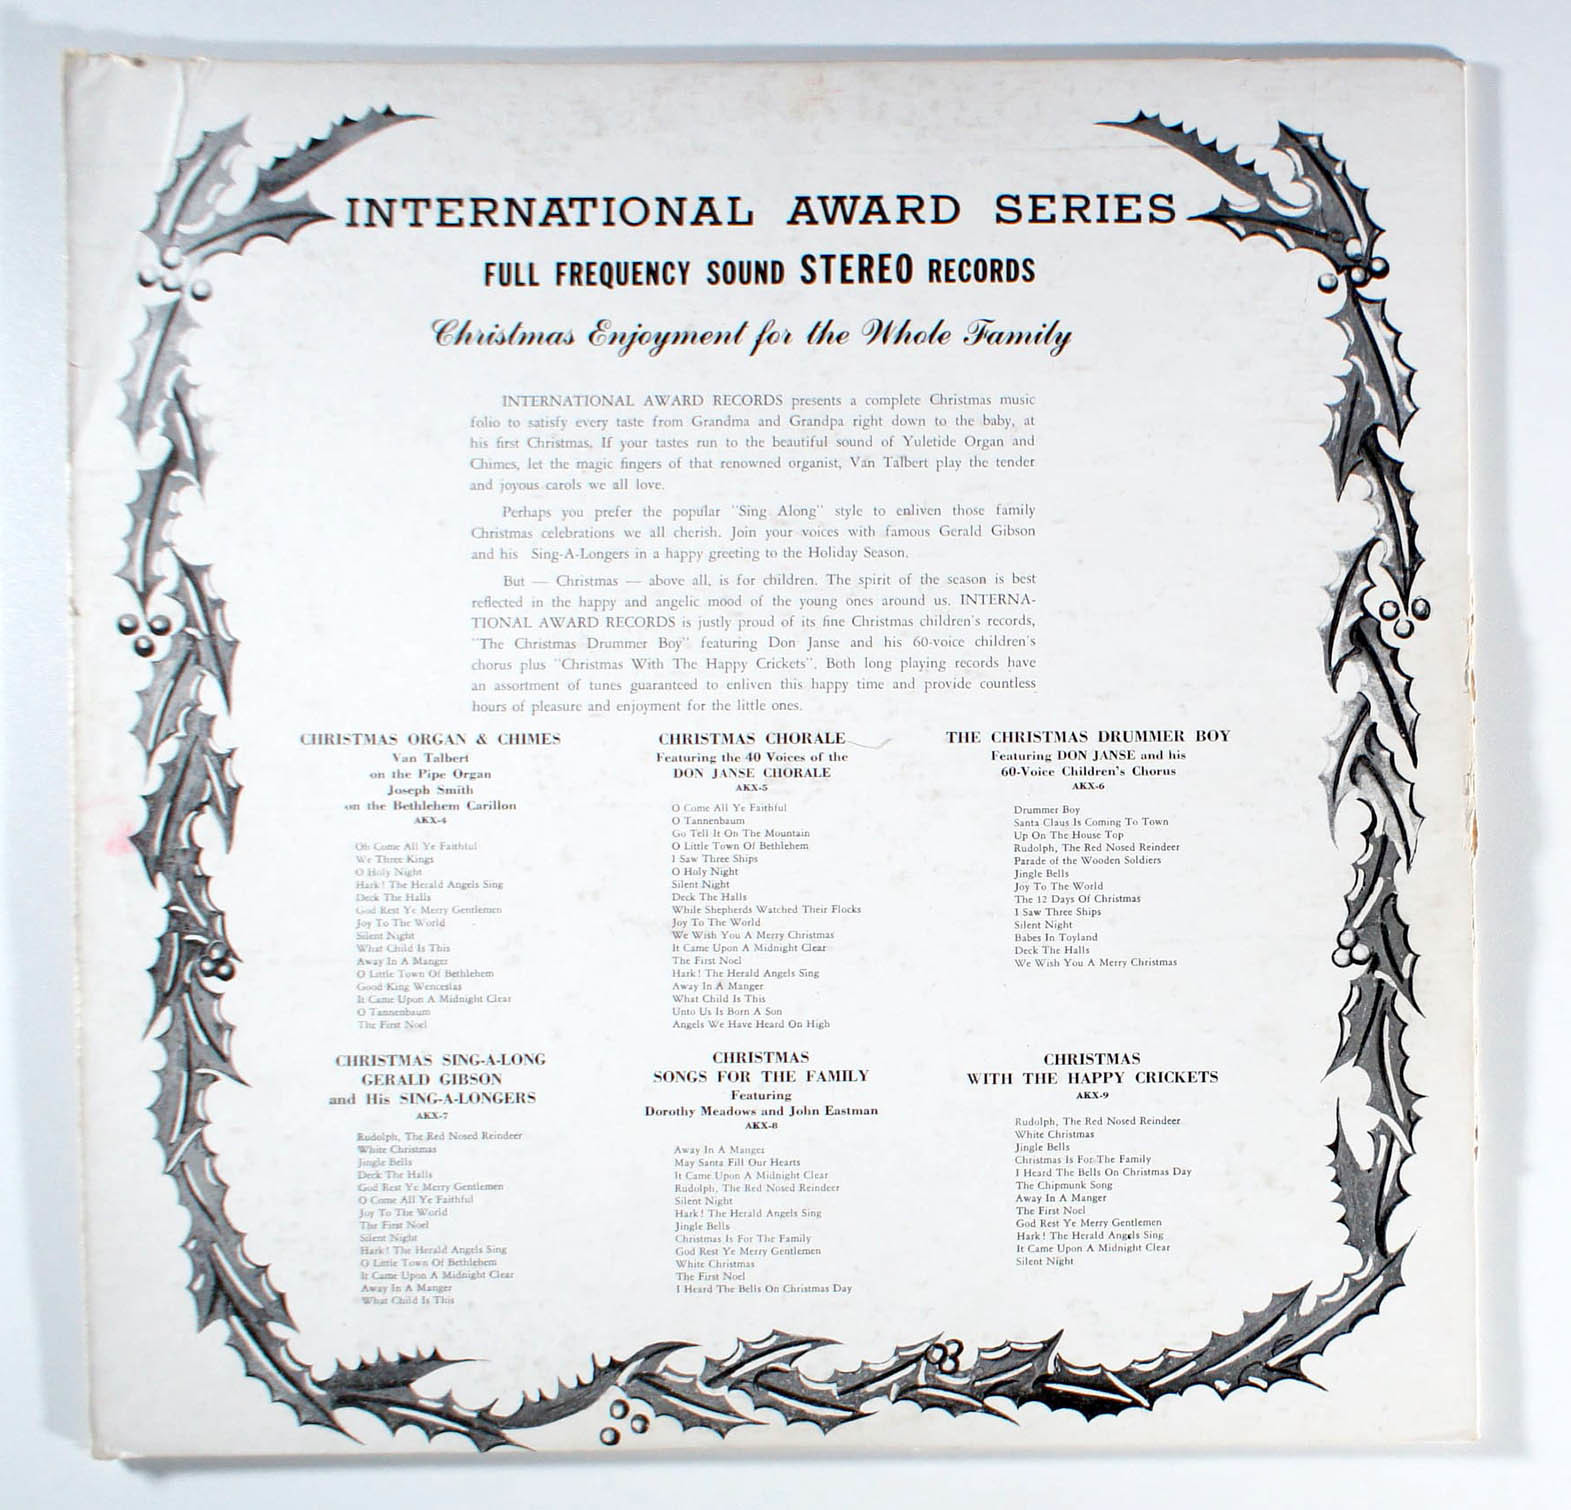 INTERNATIONAL AWARD SERIES
FULL FREQUENCY SOUND STEREO RECORDS
Christmas Enjoyment for the Whole Family
INTERNATIONAL AWARD RECORDS presents a complete Christmas music
folio to satisfy every taste from Grandma and Grandpa right down to the baby, at
his first Christmas. If your tastes run to the beautiful sound of Yuletide Organ and
Chimes, let the magic fingers of that renowned organist, Van Talbert play the tender
and joyous carols we all love.
Perhaps you prefer the popular "Sing Along" style to enliven those family
Christmas celebrations we all cherish. Join your voices with famous Gerald Gibson
and his Sing-A-Longers in a happy greeting to the Holiday Season.
But — Christmas — above all, is for children. The spirit of the season is best
reflected in the happy and angelic mood of the young ones around us. INTERNA-
TIONAL AWARD RECORDS is justly proud of its fine Christmas children's records,
"The Christmas Drummer Boy" featuring Don Janse and his 60-voice children's
chorus plus "Christmas With The Happy Crickets". Both long playing records have
an assortment of tunes guaranteed to enliven this happy time and provide countless
hours of pleasure and enjoyment for the little ones.
CHRISTMAS ORGAN & CHIMES
Van Talbert
on the Pipe Organ
Joseph Smith
on the Bethlehem Carillon
AKX-4
Oh Come All Ye Faithful
We Three Kings
O Holy Night
Hark! The Herald Angels Sing
Deck The Halls
God Rest Ye Merry Gentlemen
Joy To The World
Silent Night
What Child Is This
Away In A Manger
O Little Town Of Bethlehem
Good King Wenceslas
It Came Upon A Midnight Clear
O Tannenbaum
The First Noel
CHRISTMAS CHORALE
Featuring the 40 Voices of the
DON JANSE CHORALE
AKX-5
O Come All Ye Faithful
O Tannenbaum
Go Tell It On The Mountain
O Little Town Of Bethlehem
I Saw Three Ships
O Holy Night
Silent Night
Deck The Halls
While Shepherds Watched Their Flocks
Joy To The World
We Wish You A Merry Christmas
It Came Upon A Midnight Clear
The First Noel
Hark! The Herald Angels Sing
Away In A Manger
What Child Is This
Unto Us Is Born A Son
Angels We Have Heard On High
THE CHRISTMAS DRUMMER BOY
Featuring DON JANSE and his
60-Voice Children's Chorus
AKX-6
Drummer Boy
Santa Claus Is Coming To Town
Up On The House Top
Rudolph, The Red Nosed Reindeer
Parade of the Wooden Soldiers
Jingle Bells
Joy To The World
The 12 Days Of Christmas
I Saw Three Ships
Silent Night
Babes In Toyland
Deck The Halls
We Wish You A Merry Christmas
CHRISTMAS SING-A-LONG
GERALD GIBSON
and His SING-A-LONGERS
AKX-7
Rudolph, The Red Nosed Reindeer
White Christmas
Jingle Bells
Deck The Halls
God Rest Ye Merry Gentlemen
O Come All Ye Faithful
Joy To The World
The First Noel
Silent Night
Hark! The Herald Angels Sing
O Little Town Of Bethlehem
It Came Upon A Midnight Clear
Away In A Manger
What Child Is This
CHRISTMAS
SONGS FOR THE FAMILY
Featuring
Dorothy Meadows and John Eastman
AKX-8
Away In A Manger
May Santa Fill Our Hearts
It Came Upon A Midnight Clear
Rudolph, The Red Nosed Reindeer
Silent Night
Hark! The Herald Angels Sing
Jingle Bells
Christmas Is For The Family
God Rest Ye Merry Gentlemen
White Christmas
The First Noel
I Heard The Bells On Christmas Day
CHRISTMAS
WITH THE HAPPY CRICKETS
AKX-9
Rudolph, The Red Nosed Reindeer
White Christmas
Jingle Bells
Christmas Is For The Family
I Heard The Bells On Christmas Day
The Chipmunk Song
Away In A Manger
The First Noel
God Rest Ye Merry Gentlemen
Hark! The Herald Angels Sing
It Came Upon A Midnight Clear
Silent Night